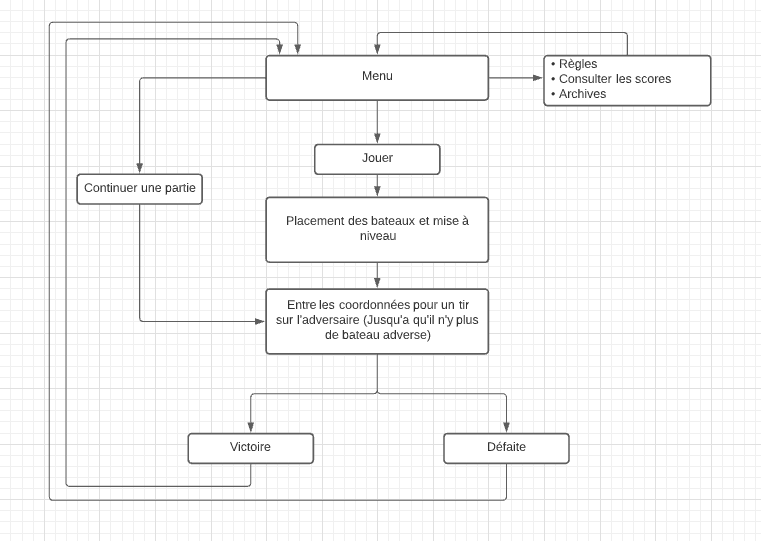 Menu
• Règles
• Consulter les scores
• Archives
Jouer
Continuer une partie
Placement des bateaux et mise à
niveau
Entre les coordonnées pour un tir
sur l'adversaire (Jusqu'a qu'il n'y plus
de bateau adverse)
Victoire
Défaite